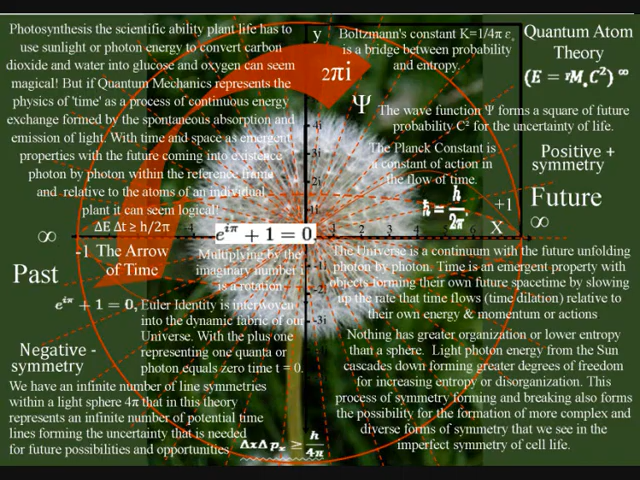 Photosynthesis the scientific ability plant life has to
use sunlight or photon energy to convert carbon
dioxide and water into glucose and oxygen can seem
magical! But if Quantum Mechanics represents the
physics of 'time' as a process of continuous energy
exchange formed by the spontaneous absorption and
emission of light. With time and space as emergent
properties with the future coming into existence
photon by photon within the reference frame
and relative to the atoms of an individual
plant it can seem logical!
ΔE Δt ≥ h/2π
∞
-1 The Arrow
of Time
Past
e^{iπ} + 1 = 0,
Negative -
symmetry
We have an infinite number of line symmetries
within a light sphere 4π that in this theory
represents an infinite number of potential time
lines forming the uncertainty that is needed
for future possibilities and opportunities
y
2πi
Ψ
4i
3i
2i
1i
e^{iπ} + 1 = 0,
Multiplying by the
imaginary number i
is a rotation
-1i
-2i
-3i
Euler Identity is interwoven
into the dynamic fabric of our
Universe. With the plus one
representing one quanta or
photon equals zero time t = 0.
Δx Δp_x ≥ h/4π
Boltzmann's constant K=1/4π ε
is a bridge between probability
and entropy.
Quantum Atom
Theory
The wave function Ψ forms a square of future
probability C² for the uncertainty of life.
The Planck Constant is
a constant of action in
the flow of time.
ħ = h/2π
Positive +
symmetry
+1
Future
∞
X
The Universe is a continuum with the future unfolding
photon by photon. Time is an emergent property with
objects forming their own future spacetime by slowing
up the rate that time flows (time dilation) relative to
their own energy & momentum or actions
Nothing has greater organization or lower entropy
than a sphere. Light photon energy from the Sun
cascades down forming greater degrees of freedom
for increasing entropy or disorganization. This
process of symmetry forming and breaking also forms
the possibility for the formation of more complex and
diverse forms of symmetry that we see in the
imperfect symmetry of cell life.